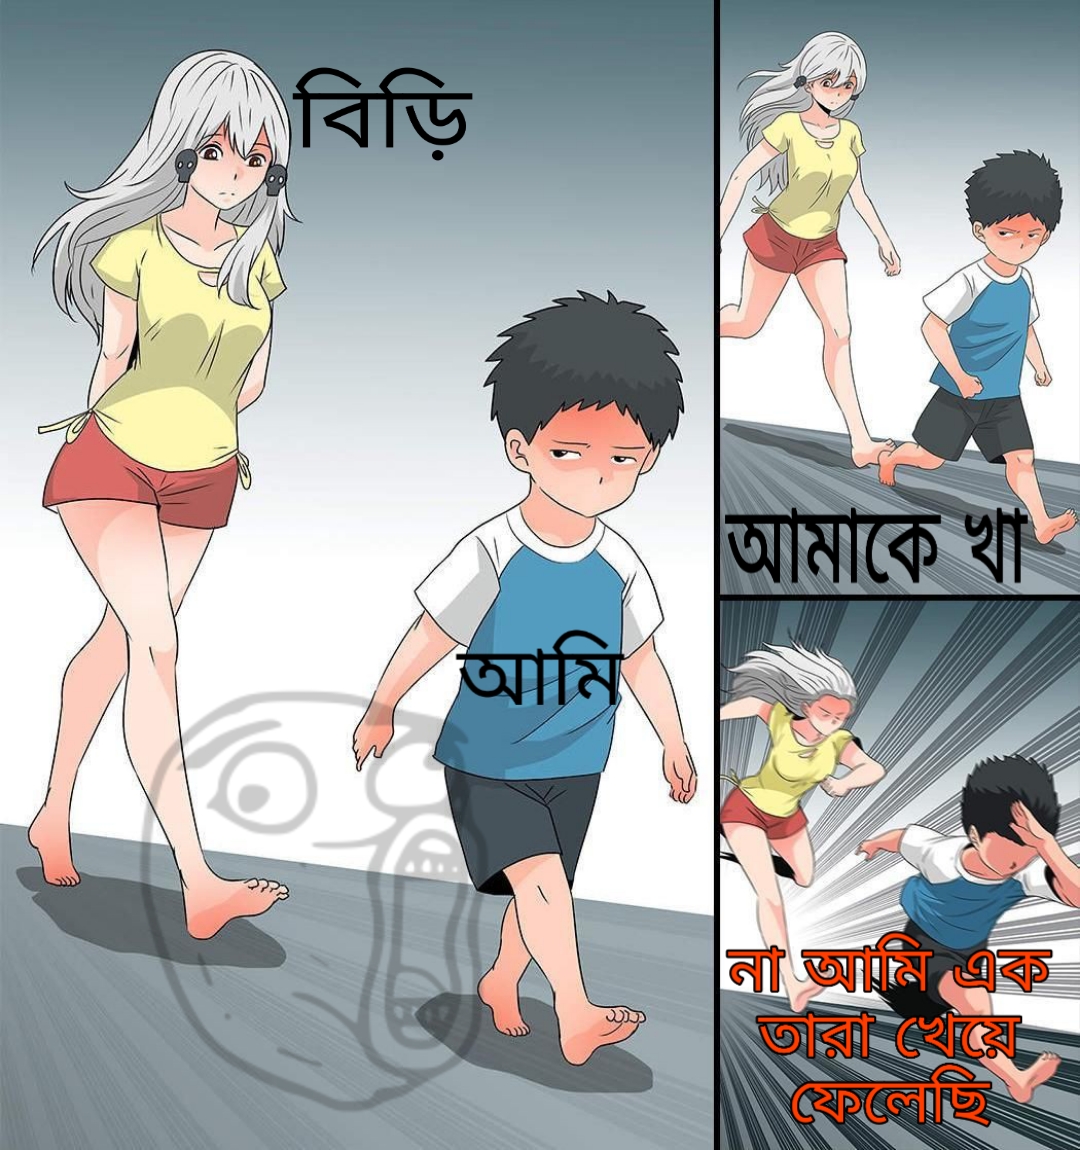 বিড়ি
আমি
আমাকে খা
না আমি এক
তারা খেয়ে
ফেলেছি